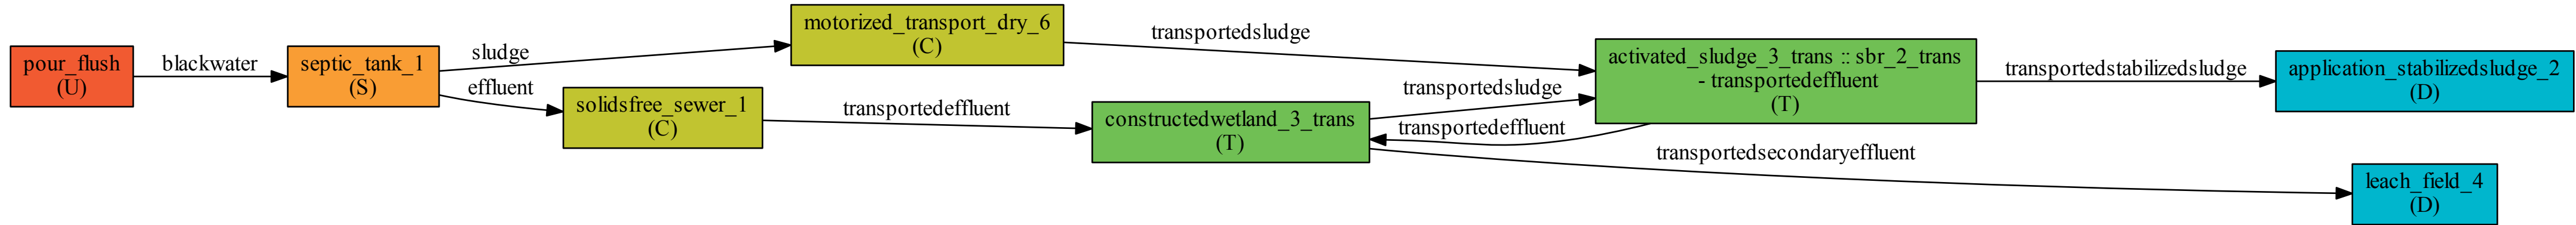 pour_flush
(U)
blackwater
septic_tank_1
(S)
sludge
effluent
motorized_transport_dry_6
(C)
solidsfree_sewer_1
(C)
transportedsludge
transportedeffluent
constructedwetland_3_trans
(T)
transportedsludge
transportedeffluent
activated_sludge_3_trans :: sbr_2_trans
- transportedeffluent
(T)
transportedstabilizedsludge
transportedsecondaryeffluent
application_stabilizedsludge_2
(D)
leach_field_4
(D)